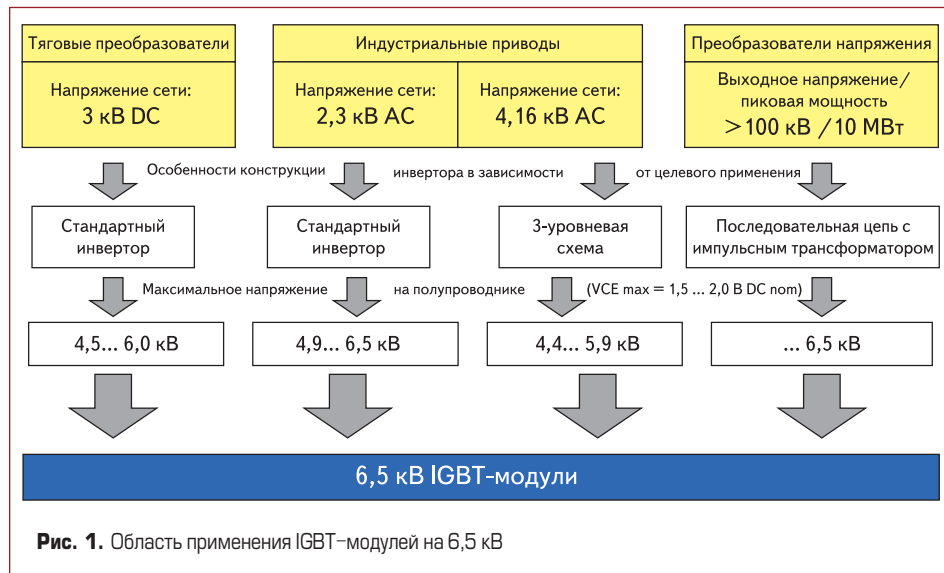 Тяговые преобразователи
Индустриальные приводы
Преобразователи напряжения
Напряжение сети:
3 кВ DC
Напряжение сети:
2,3 кВ AC
Напряжение сети:
4,16 кВ AC
Выходное напряжение/
пиковая мощность
>100 кВ /10 МВт
Особенности конструкции
инвертора в зависимости
от целевого применения
Стандартный
инвертор
Стандартный
инвертор
3-уровневая
схема
Последовательная цепь с
импульсным трансформатором
Максимальное напряжение
на полупроводнике
(VCE max = 1,5 ... 2,0 В DC nom)
4,5... 6,0 кВ
4,9... 6,5 кВ
4,4... 5,9 кВ
... 6,5 кВ
6,5 кВ IGBT-модули
Рис. 1. Область применения IGBT-модулей на 6,5 кВ